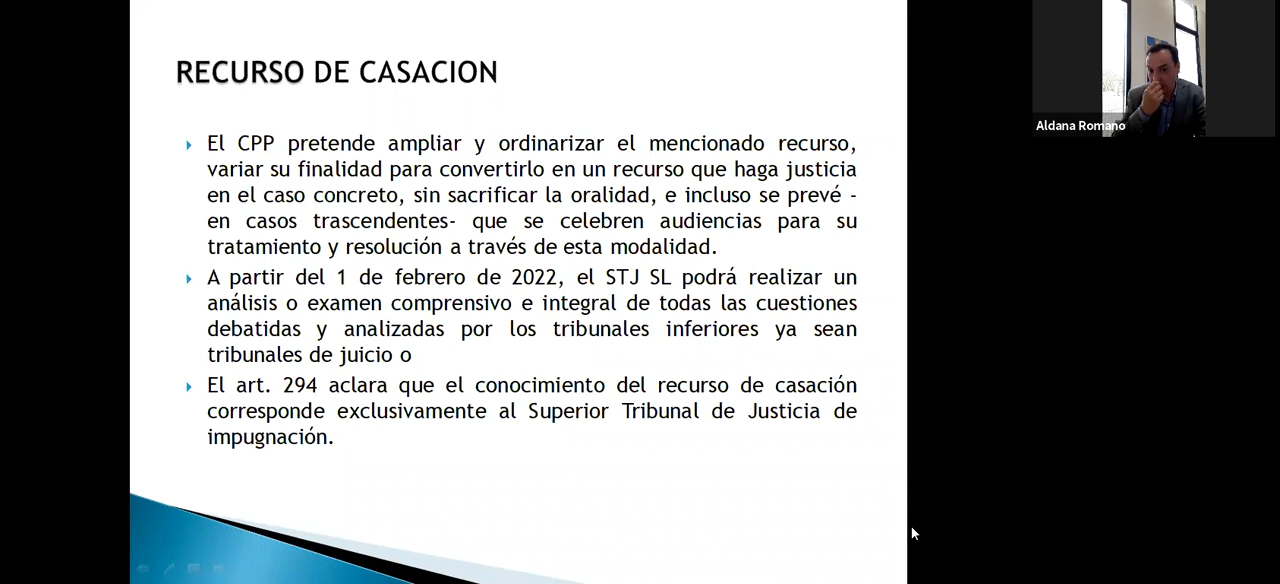 RECURSO DE CASACION
El CPP pretende ampliar y ordinarizar el mencionado recurso,
variar su finalidad para convertirlo en un recurso que haga justicia
en el caso concreto, sin sacrificar la oralidad, e incluso se prevé -
en casos trascendentes- que se celebren audiencias para su
tratamiento y resolución a través de esta modalidad.
A partir del 1 de febrero de 2022, el STJ SL podrá realizar un
análisis o examen comprensivo e integral de todas las cuestiones
debatidas y analizadas por los tribunales inferiores ya sean
tribunales de juicio o
El art. 294 aclara que el conocimiento del recurso de casación
corresponde exclusivamente al Superior Tribunal de Justicia de
impugnación.
Aldana Romano